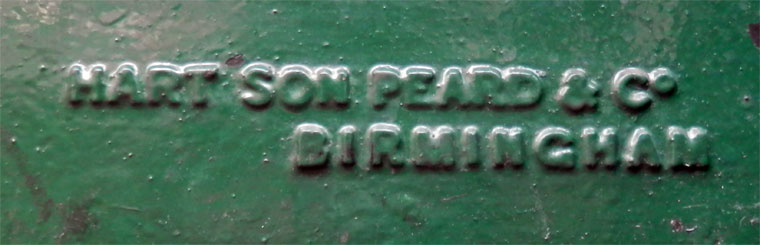 HART SON PEARD & Cº
BIRMINGHAM